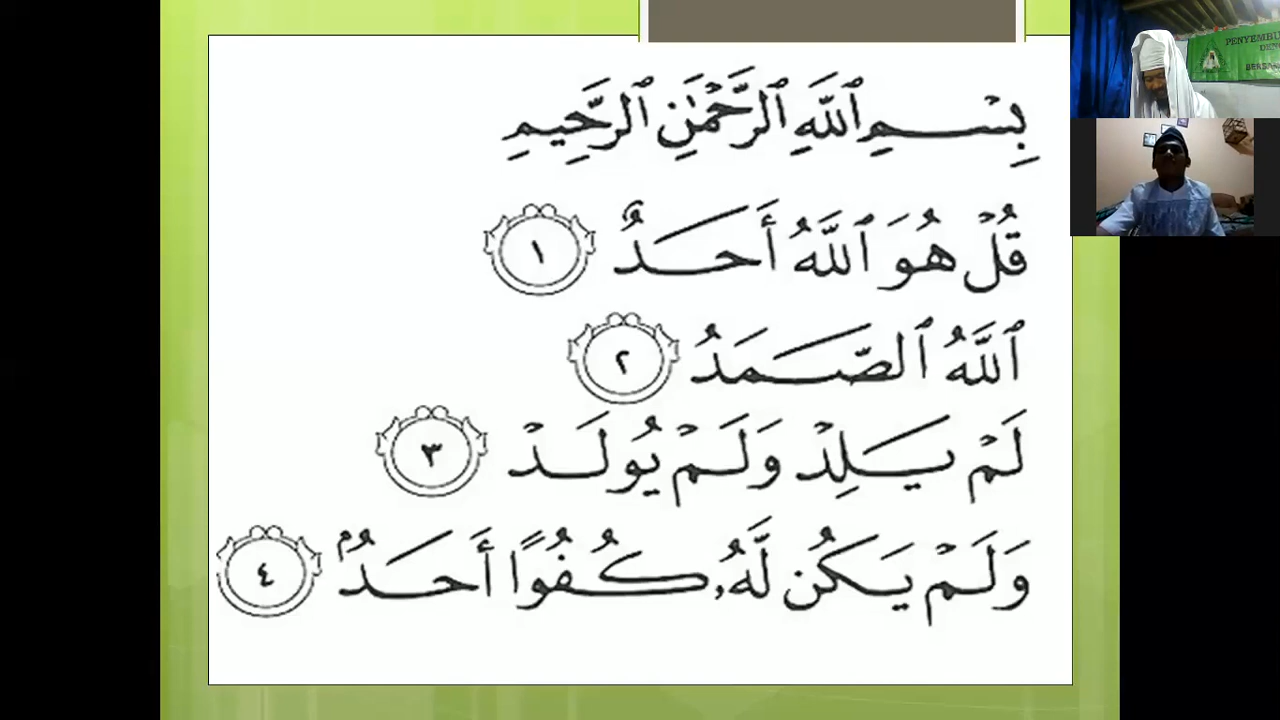 بِسْمِ ٱللَّهِ ٱلرَّحْمَٰنِ ٱلرَّحِيمِ
قُلْ هُوَ ٱللَّهُ أَحَدٌ ١
ٱللَّهُ ٱلصَّمَدُ ٢
لَمْ يَلِدْ وَلَمْ يُولَدْ ٣
وَلَمْ يَكُن لَّهُۥ كُفُوًا أَحَدٌۢ ٤